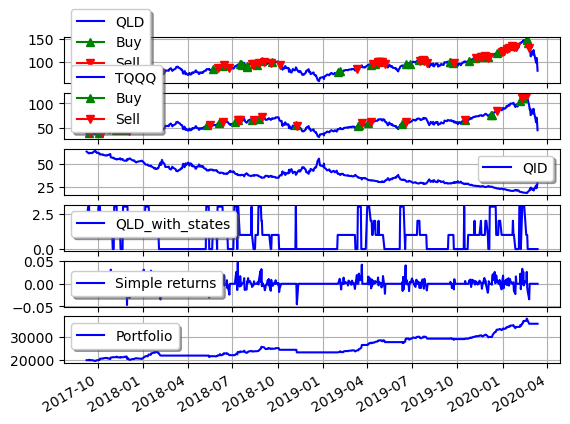 QLD
Buy
Sell
150
100
TQQQ
Buy
Sell
100
50
QID
50
25
QLD_with_states
2.5
0.0
Simple returns
0.05
0.00
−0.05
Portfolio
30000
20000
2017-10
2018-01
2018-04
2018-07
2018-10
2019-01
2019-04
2019-07
2019-10
2020-01
2020-04